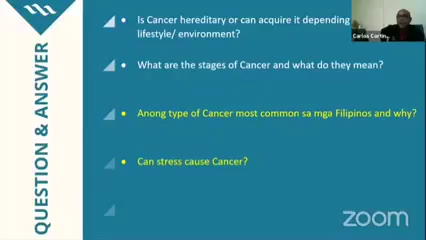 QUESTION & ANSWER
Is Cancer hereditary or can acquire it depending
lifestyle/ environment?
What are the stages of Cancer and what do they mean?
Anong type of Cancer most common sa mga Filipinos and why?
Can stress cause Cancer?
zoom